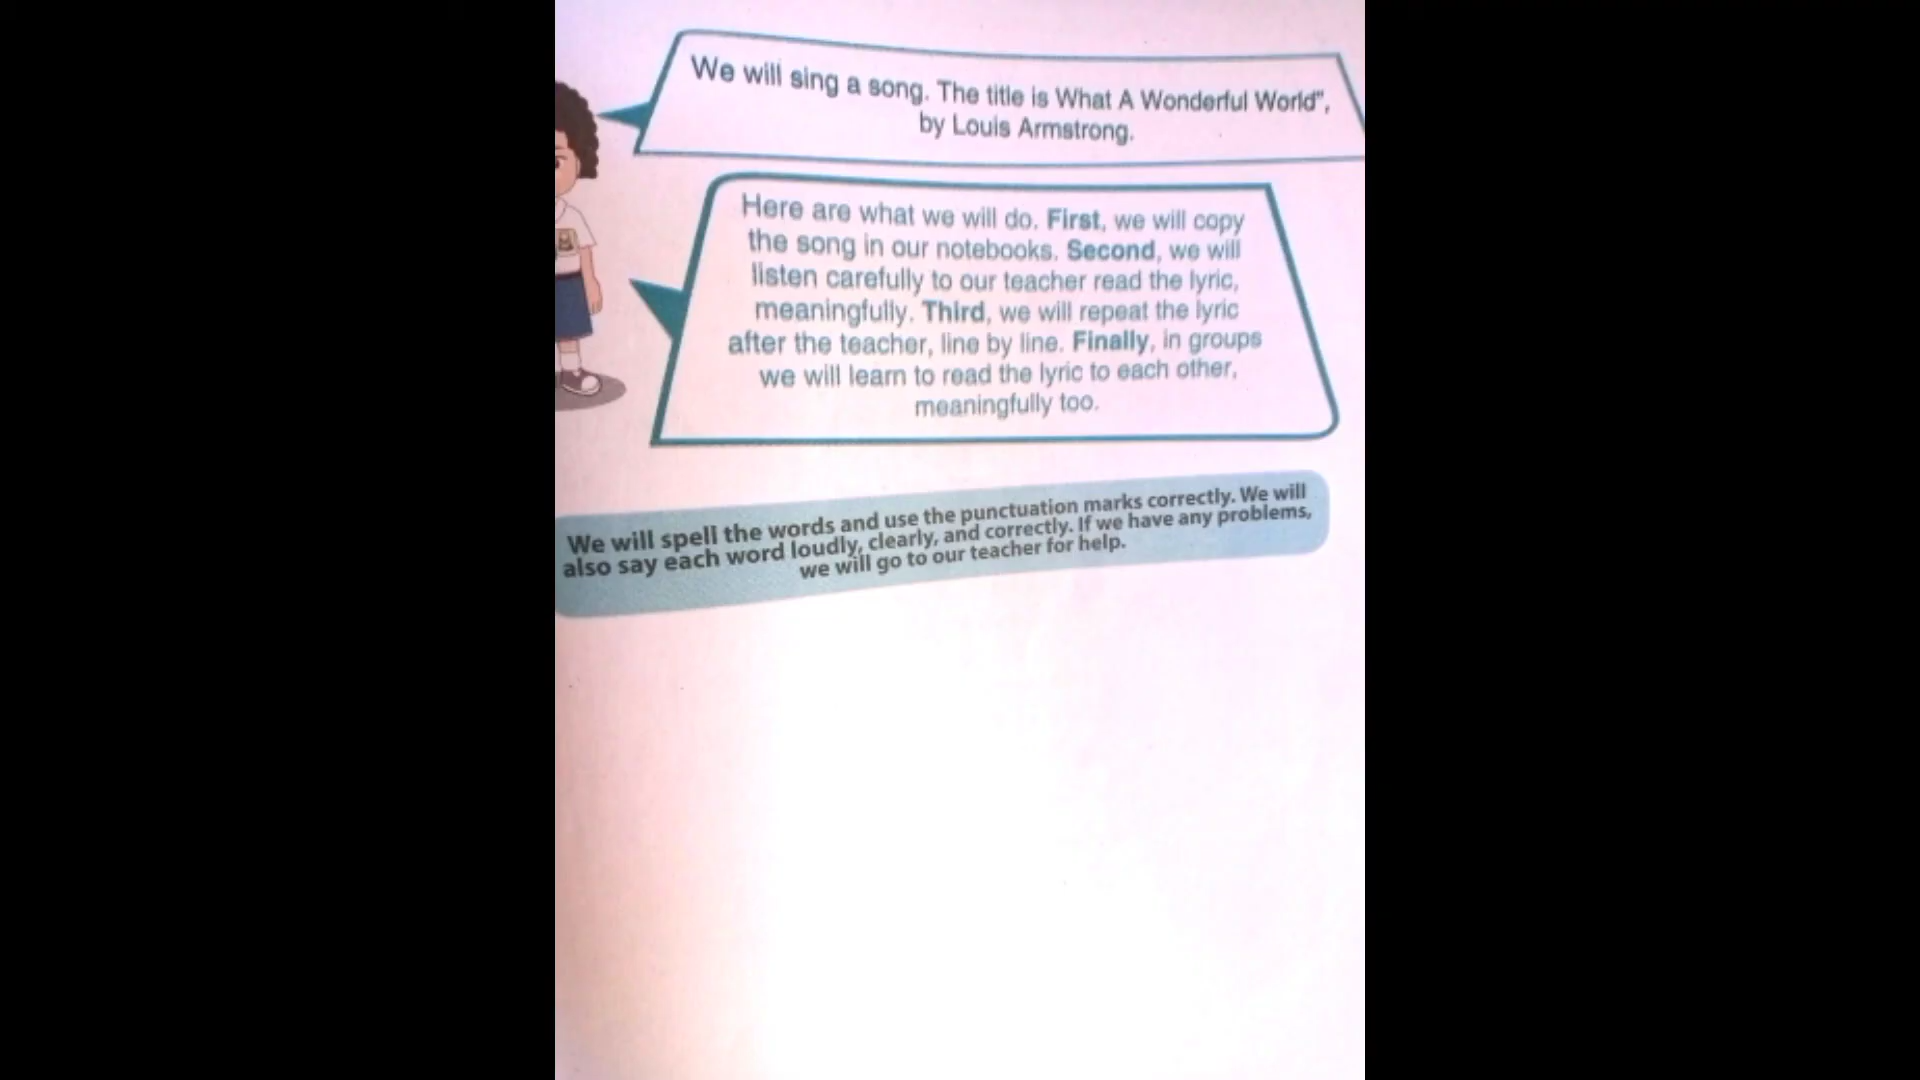 We will sing a song. The title is What A Wonderful World",
by Louis Armstrong.
Here are what we will do. First, we will copy
the song in our notebooks. Second, we will
listen carefully to our teacher read the lyric,
meaningfully. Third, we will repeat the lyric
after the teacher, line by line. Finally, in groups
we will learn to read the lyric to each other,
meaningfully too.
We will spell the words and use the punctuation marks correctly. We will
also say each word loudly, clearly, and correctly. If we have any problems,
we will go to our teacher for help.